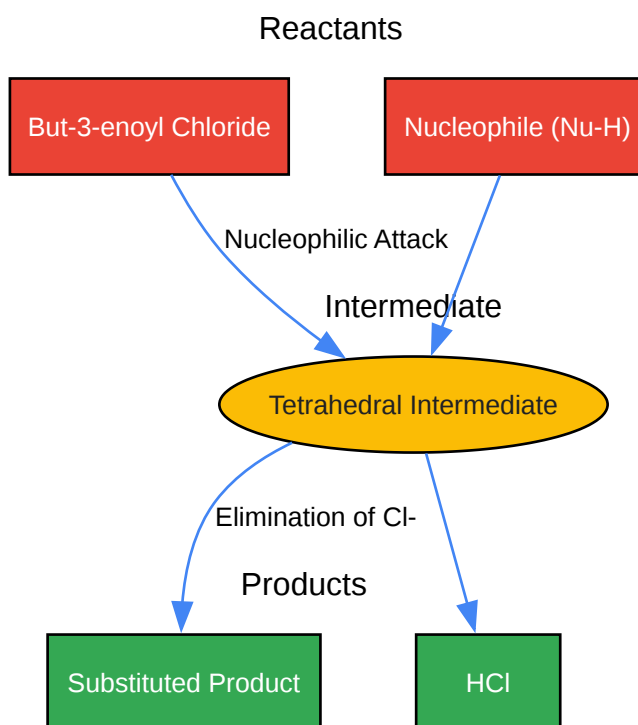 Reactants
But-3-enoyl Chloride
Nucleophile (Nu-H)
Nucleophilic Attack
Intermediate
Tetrahedral Intermediate
Elimination of Cl-
Products
Substituted Product
HCl